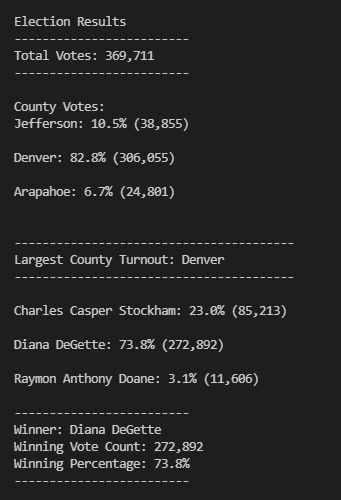 Election Results
-------------------------
Total Votes: 369,711
-------------------------
County Votes:
Jefferson: 10.5% (38,855)
Denver: 82.8% (306,055)
Arapahoe: 6.7% (24,801)
----------------------------------------
Largest County Turnout: Denver
----------------------------------------
Charles Casper Stockham: 23.0% (85,213)
Diana DeGette: 73.8% (272,892)
Raymon Anthony Doane: 3.1% (11,606)
-------------------------
Winner: Diana DeGette
Winning Vote Count: 272,892
Winning Percentage: 73.8%
-------------------------